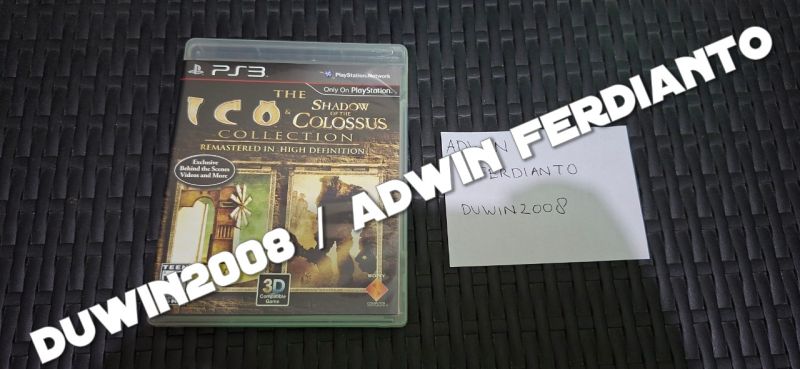 PS3
PlayStation Network
Only On PlayStation
THE
ICO & SHADOW OF THE COLOSSUS
COLLECTION
REMASTERED IN HIGH DEFINITION
Exclusive
Behind the Scenes
Videos and More
TEEN
3D
Compatible
Game
SONY
ADWIN
FERDIANTO
DUWIN2008
DUWIN2008 | ADWIN FERDIANTO